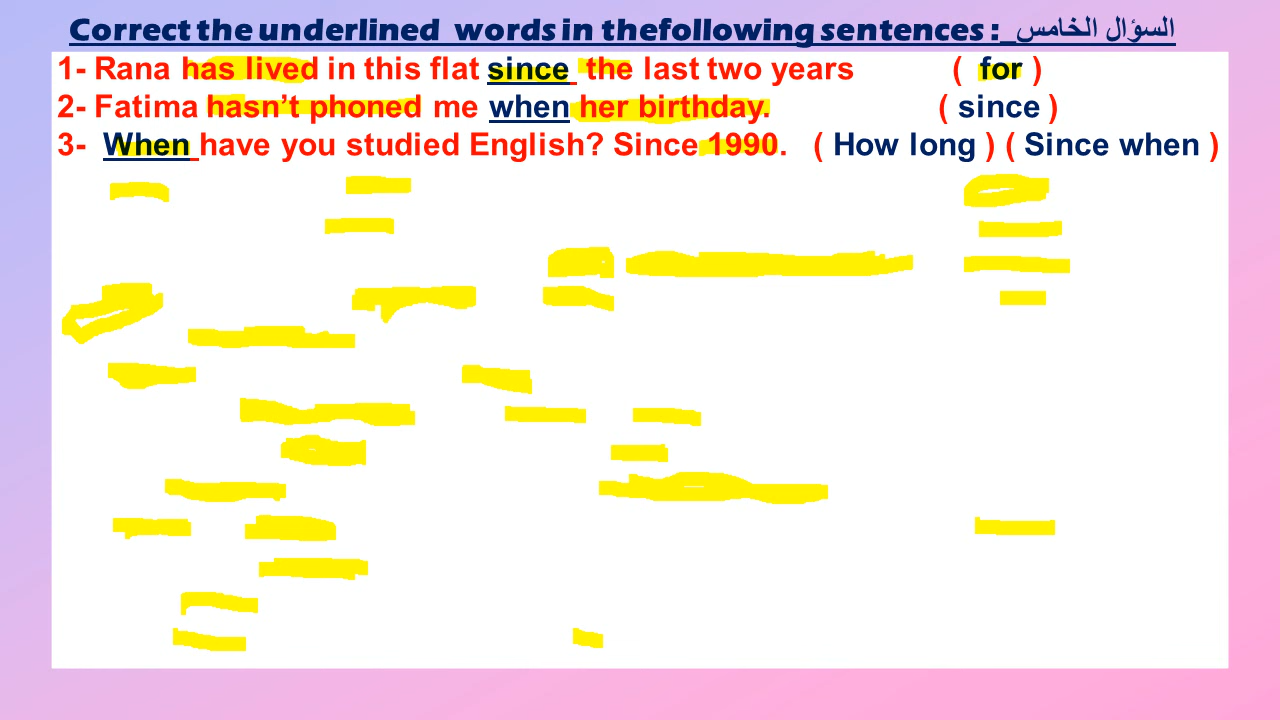 Correct the underlined words in thefollowing sentences : السؤال الخامس
1- Rana has lived in this flat since the last two years ( for )
2- Fatima hasn’t phoned me when her birthday. ( since )
3- When have you studied English? Since 1990. ( How long ) ( Since when )